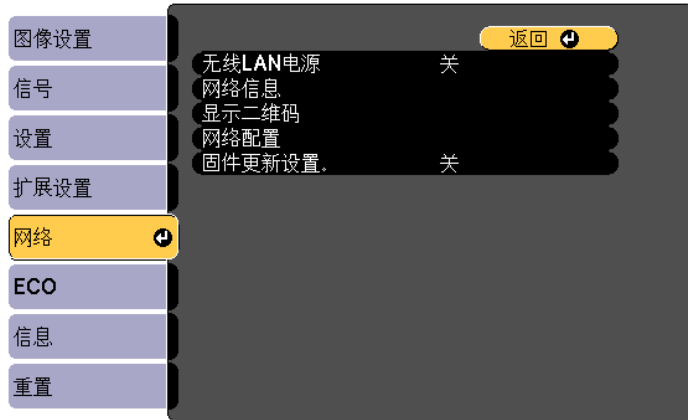 图像设置
信号
设置
扩展设置
网络
ECO
信息
重置
返回
无线LAN电源 关
网络信息
显示二维码
网络配置
固件更新设置。 关